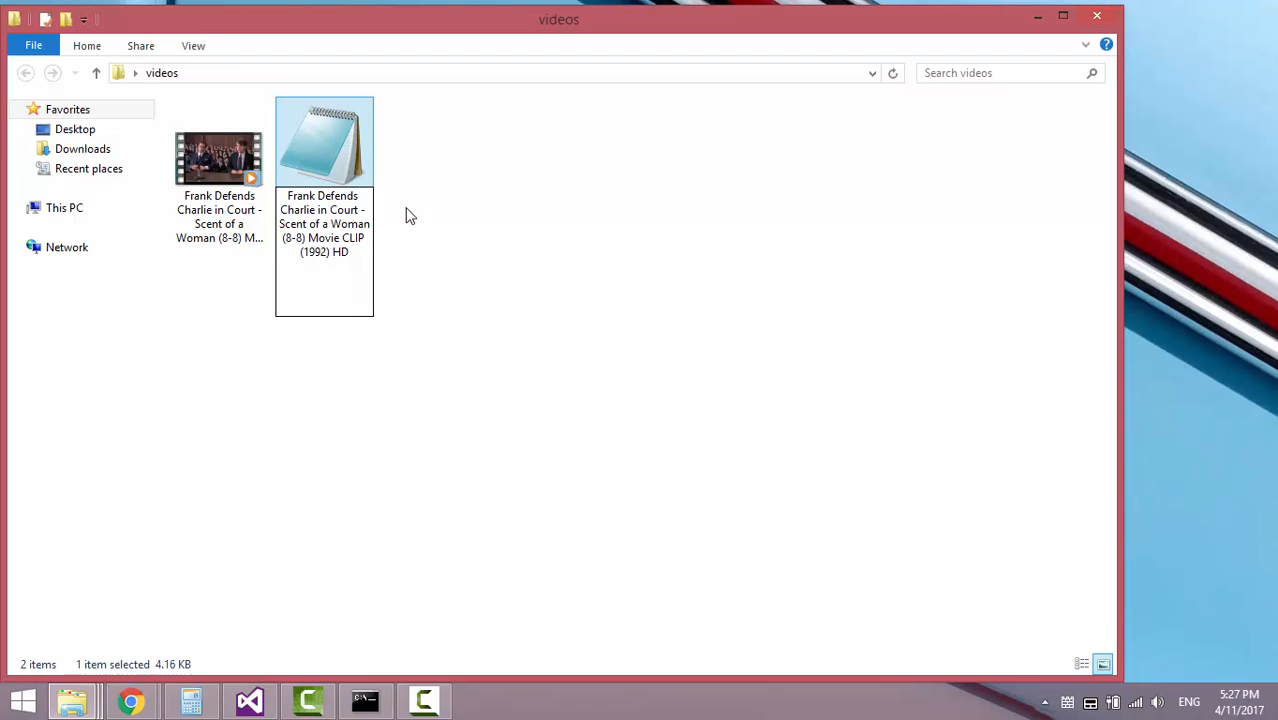 videos
File
Home
Share
View
videos
Search videos
Favorites
Desktop
Downloads
Recent places
This PC
Network
Frank Defends
Charlie in Court -
Scent of a
Woman (8-8) M...
Frank Defends
Charlie in Court -
Scent of a Woman
(8-8) Movie CLIP
(1992) HD
2 items
1 item selected 4.16 KB
ENG
5:27 PM
4/11/2017